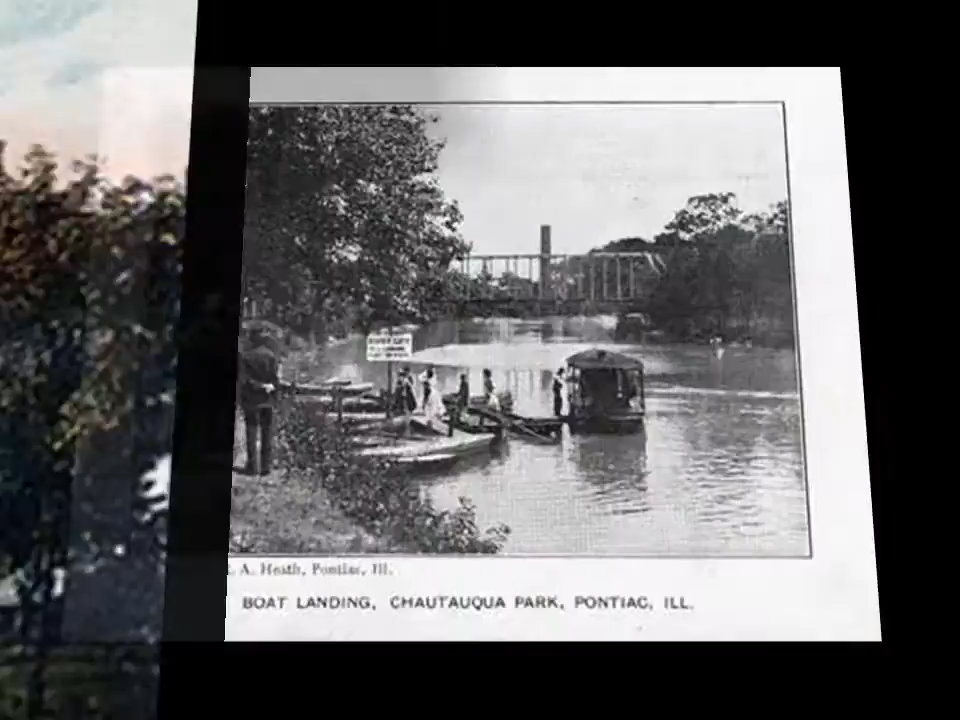 . A. Heath, Pontiac, Ill.
BOAT LANDING, CHAUTAUQUA PARK, PONTIAC, ILL.